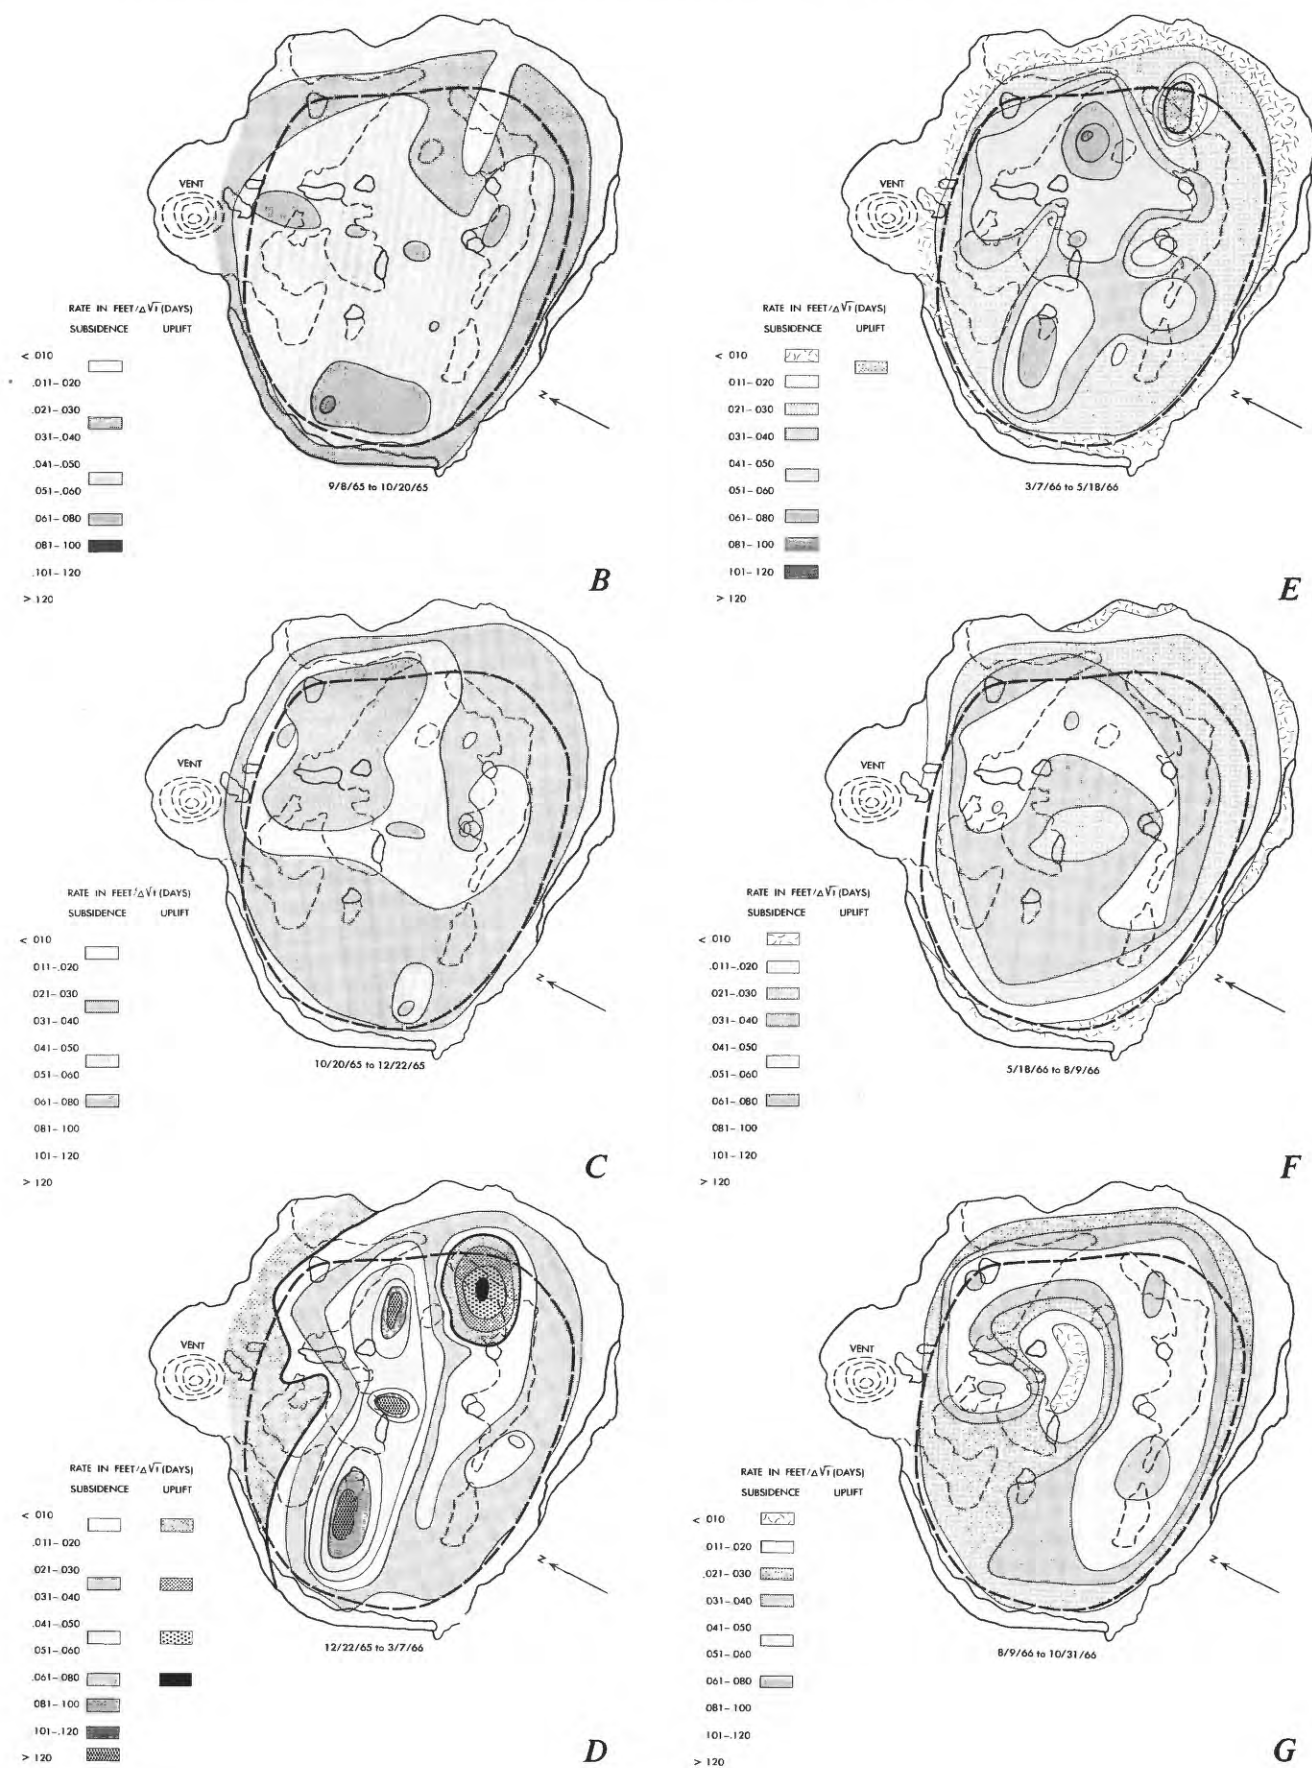 VENT
RATE IN FEET/Δ√t (DAYS)
SUBSIDENCE UPLIFT
< 010
.011–.020
.021–.030
031–.040
.041–.050
051–.060
061–080
081–100
.101–120
> 120
N
9/8/65 to 10/20/65
B
VENT
RATE IN FEET/Δ√t (DAYS)
SUBSIDENCE UPLIFT
< 010
011–020
021–030
031–040
041–050
051–060
061–080
081–100
101–120
> 120
N
3/7/66 to 5/18/66
E
VENT
RATE IN FEET/Δ√t (DAYS)
SUBSIDENCE UPLIFT
< 010
.011–.020
021–030
031–040
041–050
051–060
061–080
081–100
101–120
> 120
N
10/20/65 to 12/22/65
C
VENT
RATE IN FEET/Δ√t (DAYS)
SUBSIDENCE UPLIFT
< 010
.011–.020
.021–.030
.031–.040
041–.050
.051–.060
.061–.080
081–100
101–120
> 120
N
5/18/66 to 8/9/66
F
VENT
RATE IN FEET/Δ√t (DAYS)
SUBSIDENCE UPLIFT
< 010
.011–020
.021–.030
031–.040
.041–.050
051–.060
.061–.080
081–100
101–.120
> 120
N
12/22/65 to 3/7/66
D
VENT
RATE IN FEET/Δ√t (DAYS)
SUBSIDENCE UPLIFT
< 010
.011–.020
.021–.030
031–.040
041–.050
051–.060
061–.080
081–100
101–.120
> 120
N
8/9/66 to 10/31/66
G